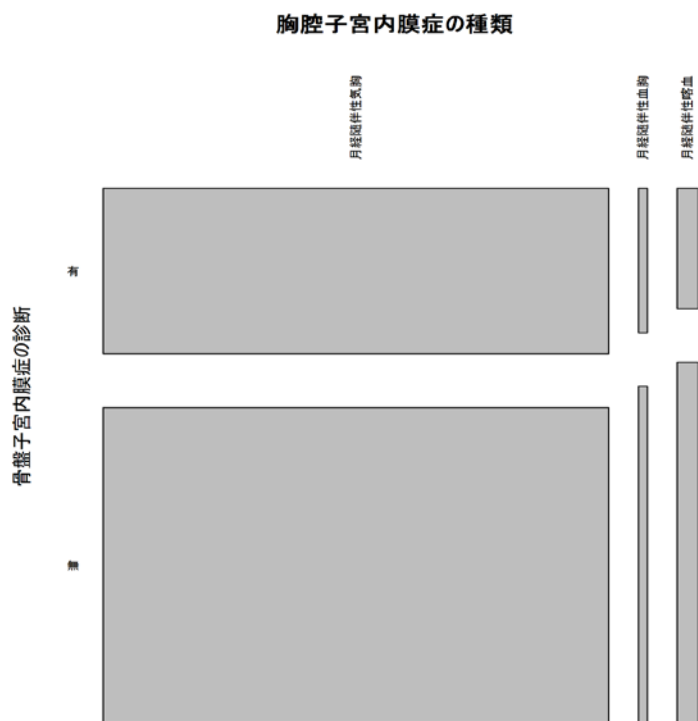 胸腔子宮内膜症の種類
月経随伴性気胸
月経随伴性血胸
月経随伴性喀血
骨盤子宮内膜症の診断
有
無